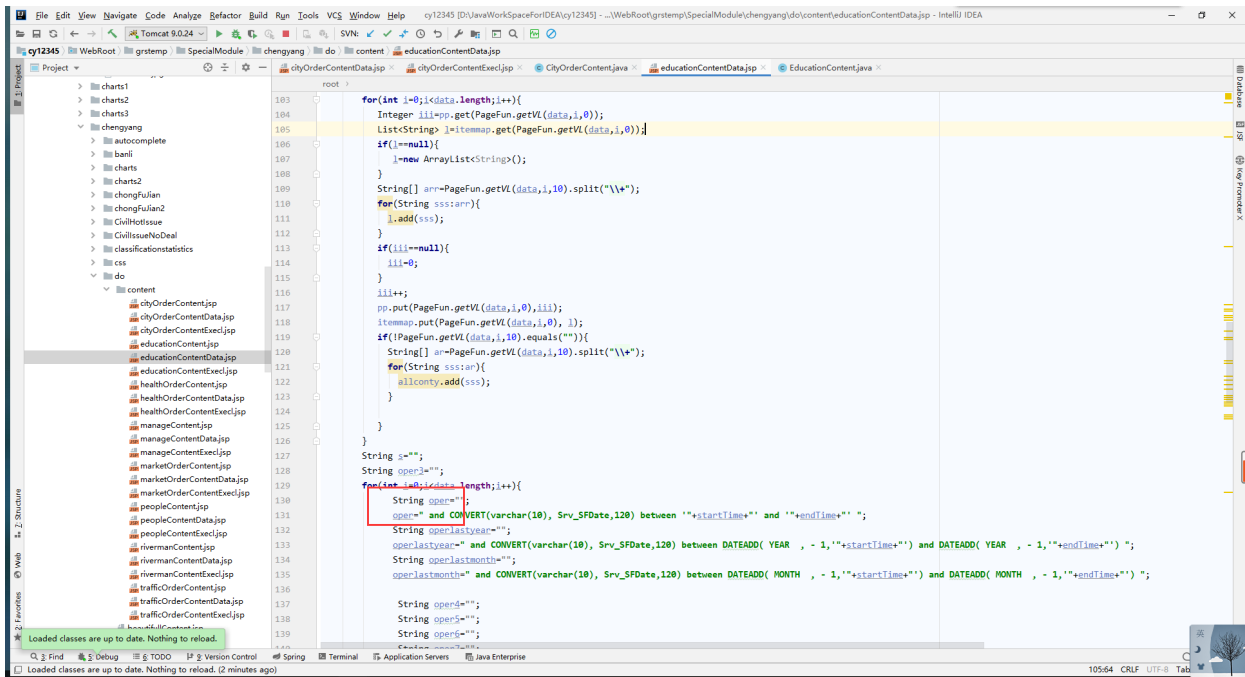 File Edit View Navigate Code Analyze Refactor Build Run Tools VCS Window Help cy12345 [D:\JavaWorkSpaceForIDEA\cy12345] - ...\WebRoot\grstemp\SpecialModule\chengyang\do\content\educationContentData.jsp - IntelliJ IDEA
Tomcat 9.0.24 SVN:
cy12345 WebRoot grstemp SpecialModule chengyang do content educationContentData.jsp
Project cityOrderContentData.jsp cityOrderContentExecl.jsp CityOrderContent.java educationContentData.jsp EducationContent.java
root
1: Project
charts1
charts2
charts3
chengyang
autocomplete
banli
charts
charts2
chongFuJian
chongFuJian2
CivilHotIssue
CivilIssueNoDeal
classificationstatistics
css
do
content
cityOrderContent.jsp
cityOrderContentData.jsp
cityOrderContentExecl.jsp
educationContent.jsp
educationContentData.jsp
educationContentExecl.jsp
healthOrderContent.jsp
healthOrderContentData.jsp
healthOrderContentExecl.jsp
manageContent.jsp
manageContentData.jsp
manageContentExecl.jsp
marketOrderContent.jsp
marketOrderContentData.jsp
marketOrderContentExecl.jsp
peopleContent.jsp
peopleContentData.jsp
peopleContentExecl.jsp
rivermanContent.jsp
rivermanContentData.jsp
rivermanContentExecl.jsp
trafficOrderContent.jsp
trafficOrderContentData.jsp
trafficOrderContentExecl.jsp
7: Structure
Web
2: Favorites
103 for(int i=0;i<data.length;i++){
104 Integer iii=pp.get(PageFun.getVL(data,i,0));
105 List<String> l=itemmap.get(PageFun.getVL(data,i,0));
106 if(l==null){
107 l=new ArrayList<String>();
108 }
109 String[] arr=PageFun.getVL(data,i,10).split("\\+");
110 for(String sss:arr){
111 l.add(sss);
112 }
113 if(iii==null){
114 iii=0;
115 }
116 iii++;
117 pp.put(PageFun.getVL(data,i,0),iii);
118 itemmap.put(PageFun.getVL(data,i,0), l);
119 if(!PageFun.getVL(data,i,10).equals("")){
120 String[] ar=PageFun.getVL(data,i,10).split("\\+");
121 for(String sss:ar){
122 allconty.add(sss);
123 }
124
125 }
126 }
127 String s="";
128 String oper3="";
129 for(int i=0;i<data.length;i++){
130 String oper="";
131 oper=" and CONVERT(varchar(10), Srv_SFDate,120) between '"+startTime+"' and '"+endTime+"' ";
132 String operlastyear="";
133 operlastyear=" and CONVERT(varchar(10), Srv_SFDate,120) between DATEADD( YEAR , - 1,'"+startTime+"') and DATEADD( YEAR , - 1,'"+endTime+"') ";
134 String operlastmonth="";
135 operlastmonth=" and CONVERT(varchar(10), Srv_SFDate,120) between DATEADD( MONTH , - 1,'"+startTime+"') and DATEADD( MONTH , - 1,'"+endTime+"') ";
136
137 String oper4="";
138 String oper5="";
139 String oper6="";
Database
JSF
Key Promoter X
Loaded classes are up to date. Nothing to reload.
3: Find 5: Debug 6: TODO 9: Version Control Spring Terminal Application Servers Java Enterprise
Loaded classes are up to date. Nothing to reload. (2 minutes ago) 105:64 CRLF UTF-8 Tab
英